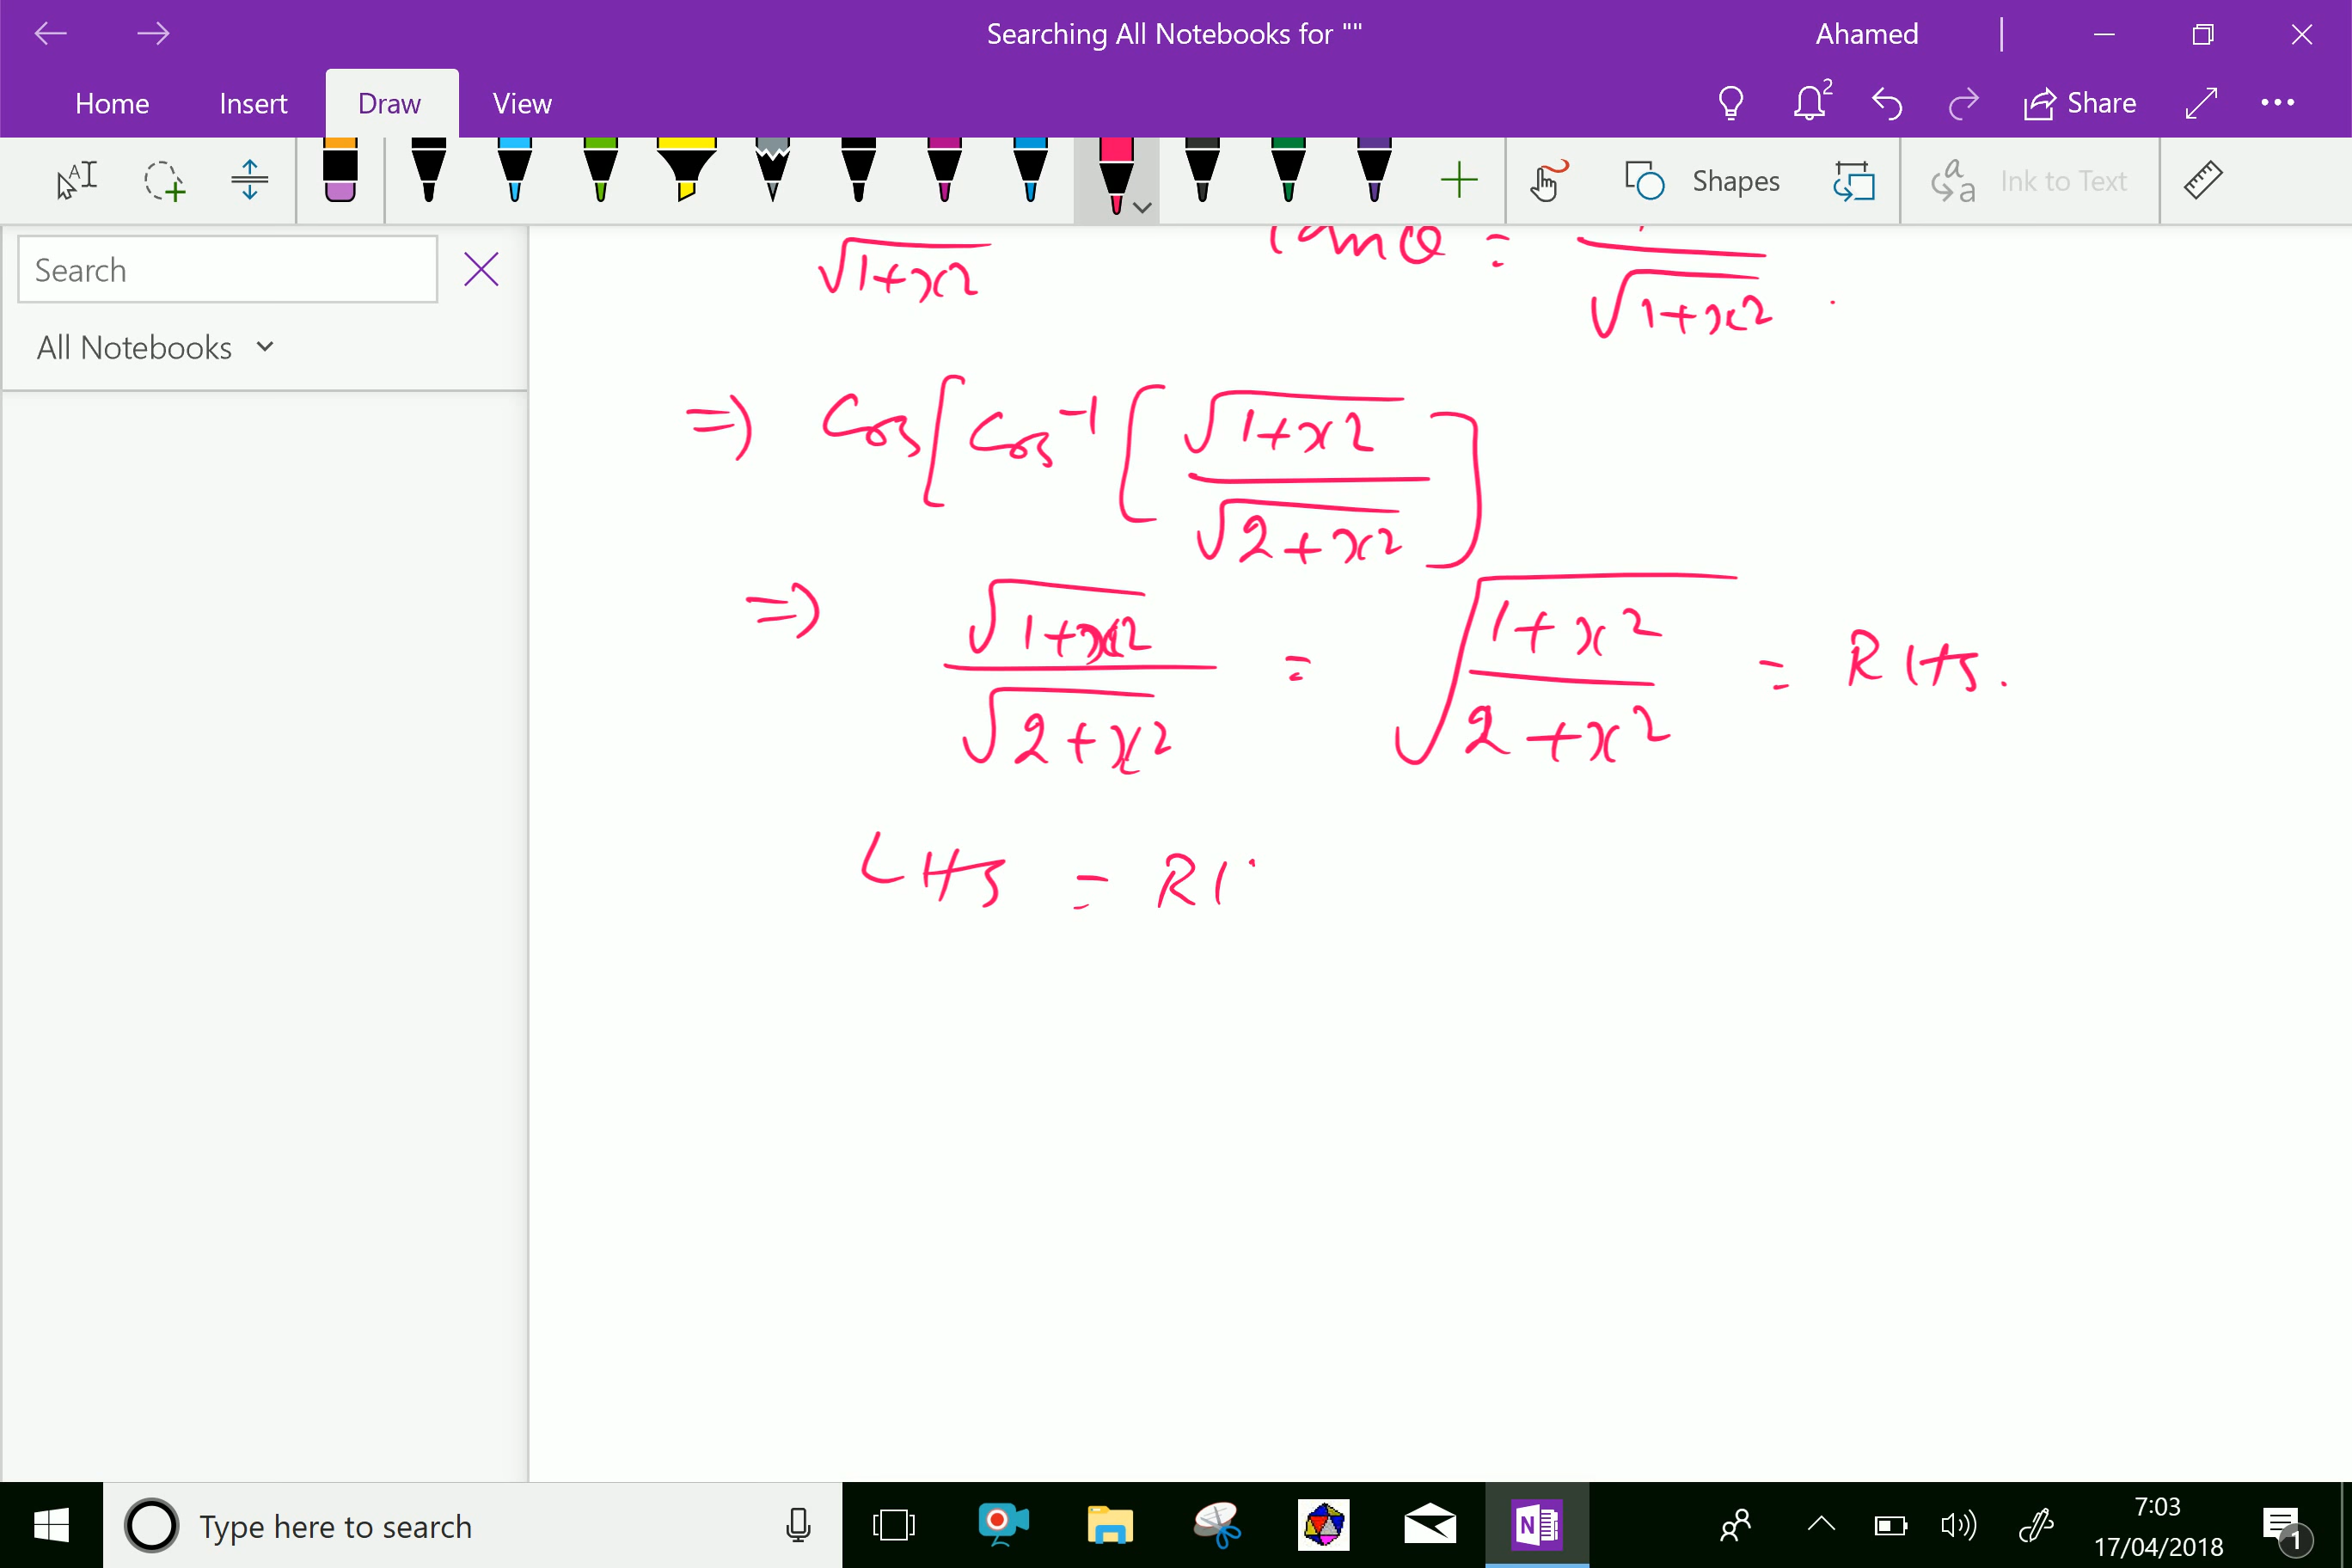 Searching All Notebooks for ""
Ahamed
Home Insert Draw View
2
Share
Shapes
Ink to Text
Search
All Notebooks
√1+x2
Tanθ =
√1+x2 .
=> Cos[Cos-1[√1+x2
√2+x2]
=> √1+x2 = √1+x2 = RHS.
√2+x2 2+x2
LHS = R
Type here to search
7:03
17/04/2018
1